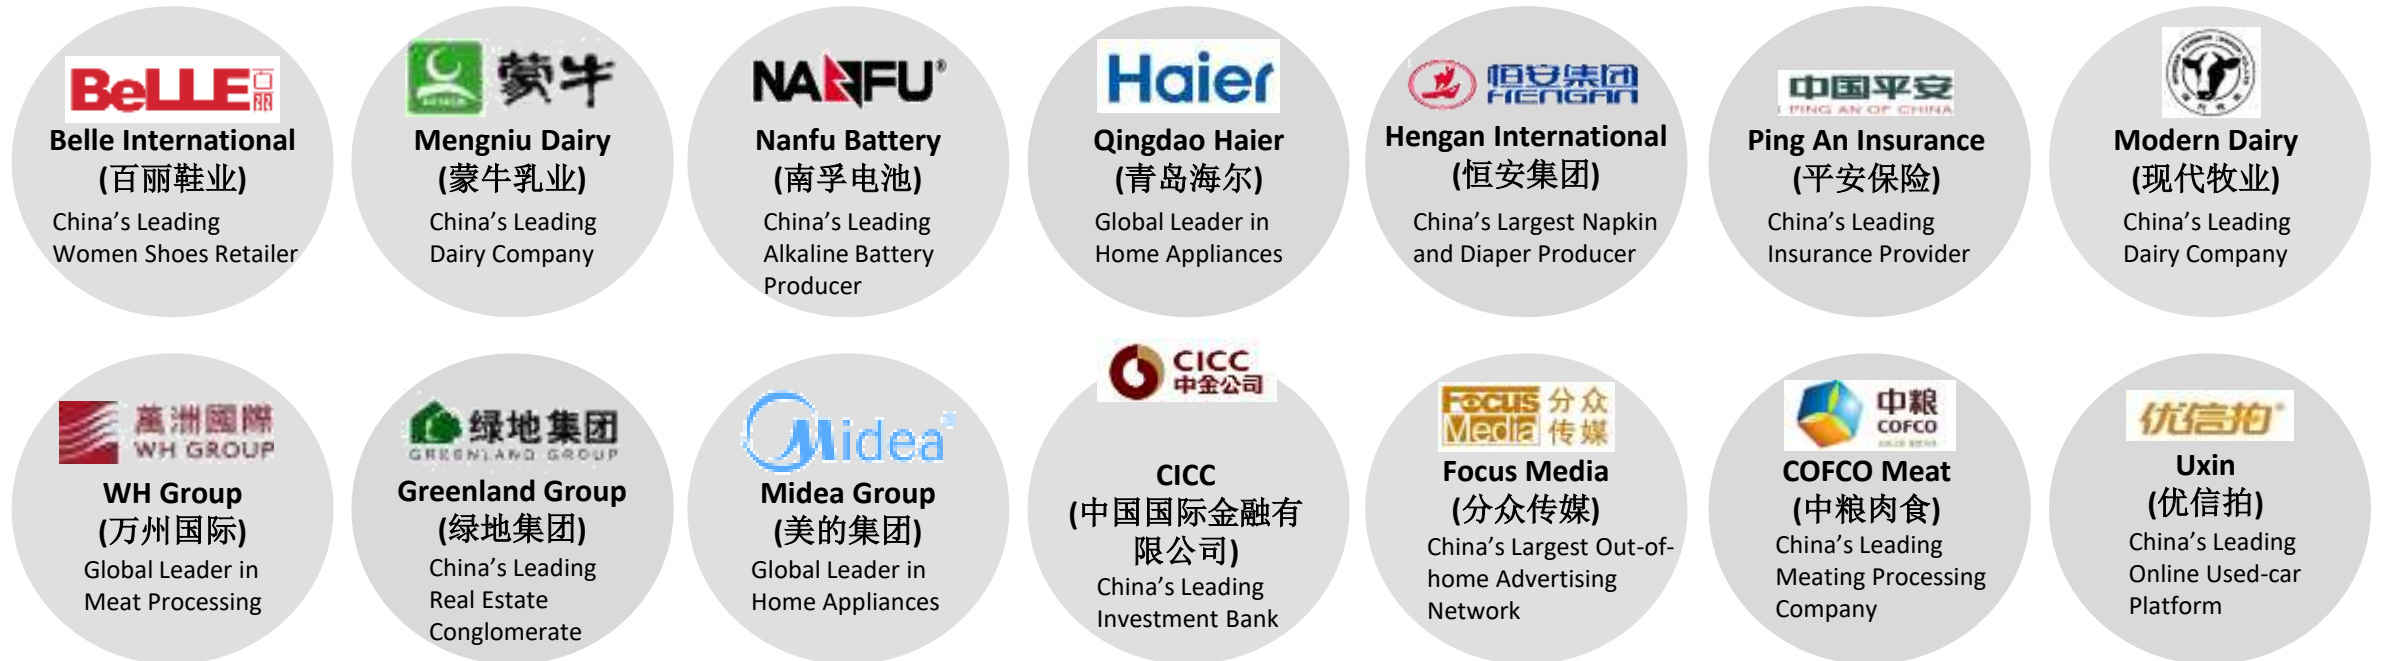 BeLLE 百丽
Belle International
(百丽鞋业)
China's Leading
Women Shoes Retailer
蒙牛
Mengniu Dairy
(蒙牛乳业)
China's Leading
Dairy Company
NANFU®
Nanfu Battery
(南孚电池)
China's Leading
Alkaline Battery
Producer
Haier
Qingdao Haier
(青岛海尔)
Global Leader in
Home Appliances
恒安集团
HENGAN
Hengan International
(恒安集团)
China's Largest Napkin
and Diaper Producer
中国平安
PING AN OF CHINA
Ping An Insurance
(平安保险)
China's Leading
Insurance Provider
Modern Dairy
(现代牧业)
China's Leading
Dairy Company
萬洲國際
WH GROUP
WH Group
(万州国际)
Global Leader in
Meat Processing
绿地集团
GREENLAND GROUP
Greenland Group
(绿地集团)
China's Leading
Real Estate
Conglomerate
Midea
Midea Group
(美的集团)
Global Leader in
Home Appliances
CICC
中金公司
CICC
(中国国际金融有
限公司)
China's Leading
Investment Bank
Focus 分众
Media 传媒
Focus Media
(分众传媒)
China's Largest Out-of-
home Advertising
Network
中粮
COFCO
COFCO Meat
(中粮肉食)
China's Leading
Meating Processing
Company
优信拍
Uxin
(优信拍)
China's Leading
Online Used-car
Platform